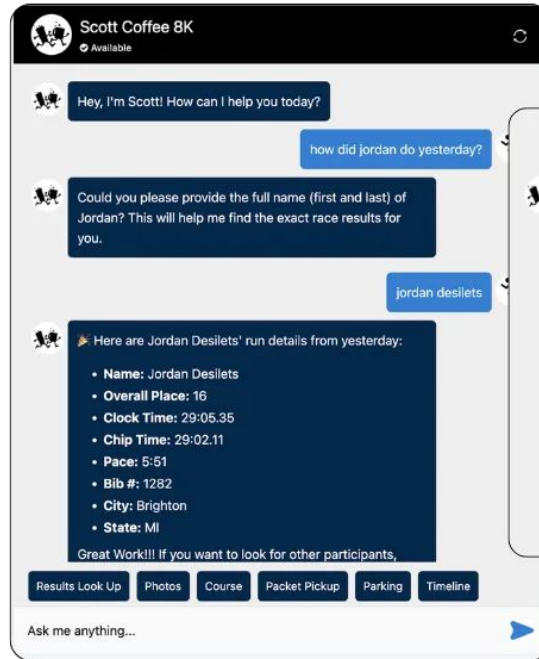 Scott Coffee 8K
Available
Hey, I'm Scott! How can I help you today?
how did jordan do yesterday?
Could you please provide the full name (first and last) of
Jordan? This will help me find the exact race results for
you.
jordan desilets
🎉 Here are Jordan Desilets' run details from yesterday:
• Name: Jordan Desilets
• Overall Place: 16
• Clock Time: 29:05.35
• Chip Time: 29:02.11
• Pace: 5:51
• Bib #: 1282
• City: Brighton
• State: MI
Great Work!!! If you want to look for other participants,
Results Look Up Photos Course Packet Pickup Parking Timeline
Ask me anything...